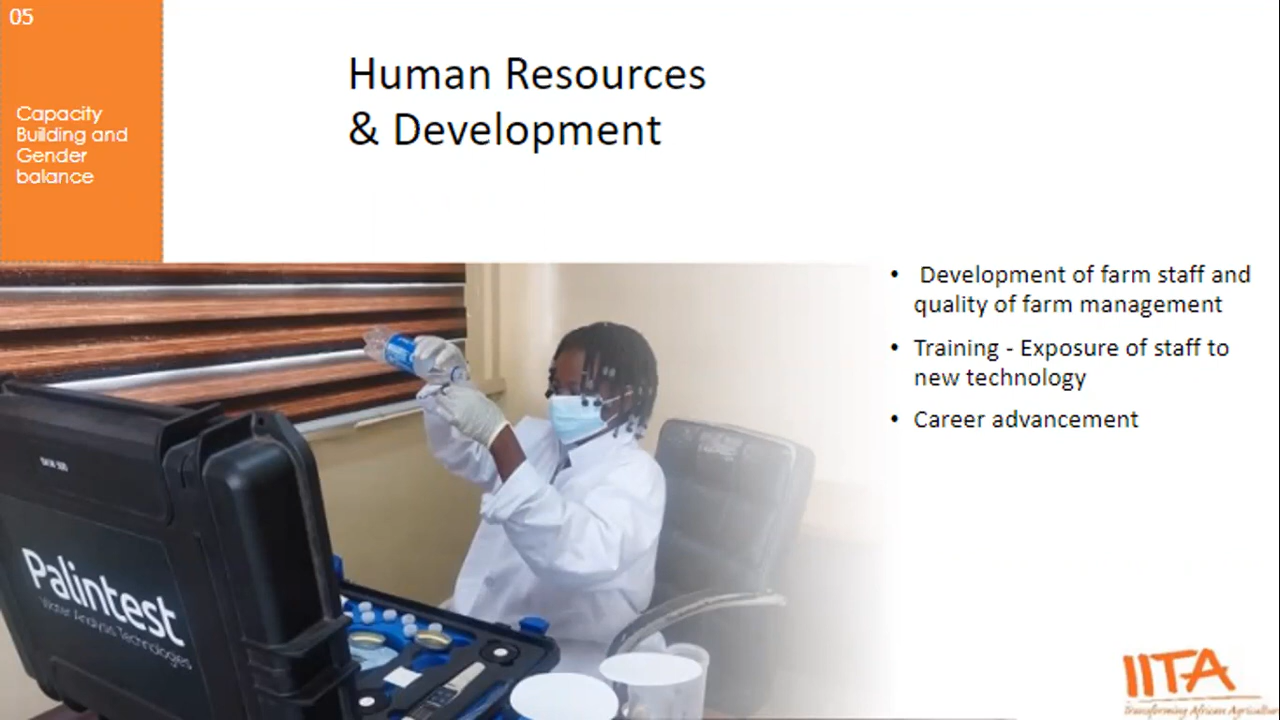 05
Capacity
Building and
Gender
balance
Human Resources
& Development
• Development of farm staff and
quality of farm management
• Training - Exposure of staff to
new technology
• Career advancement
Palintest
Water Analysis Technologies
IITA
Transforming African Agriculture